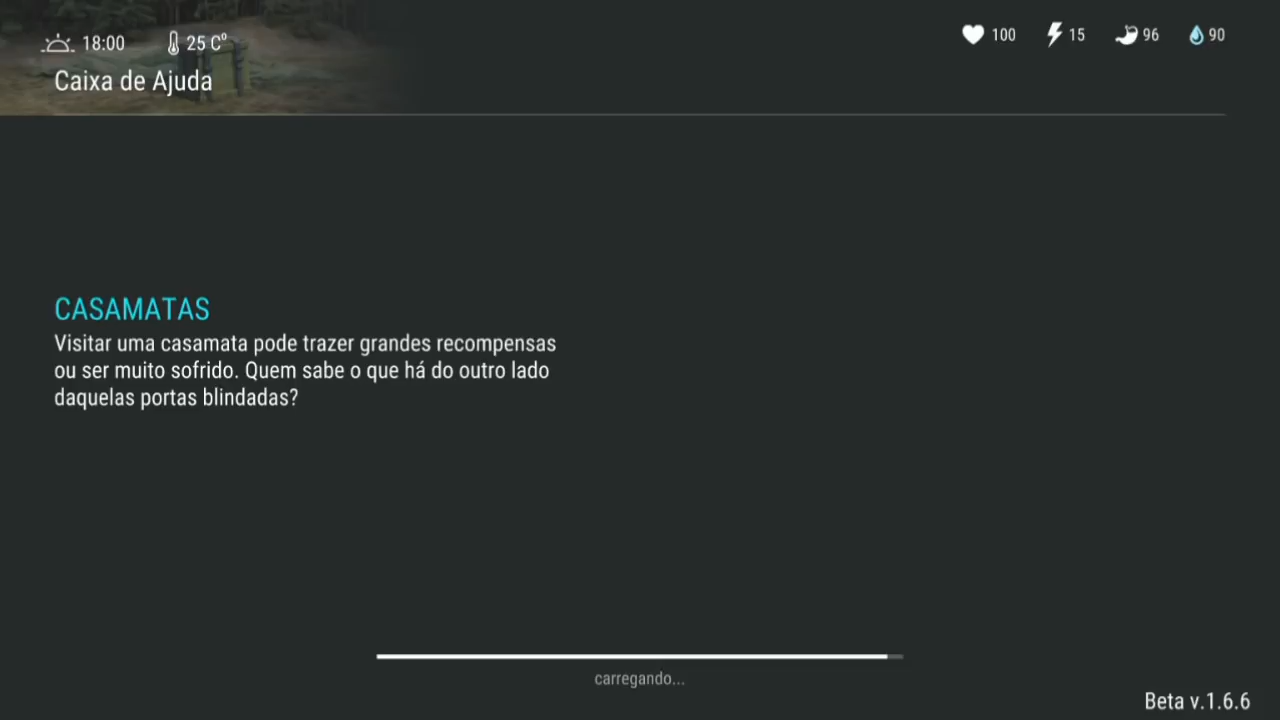 18:00 25 Cº 100 15 96 90
Caixa de Ajuda
CASAMATAS
Visitar uma casamata pode trazer grandes recompensas
ou ser muito sofrido. Quem sabe o que há do outro lado
daquelas portas blindadas?
carregando...
Beta v.1.6.6